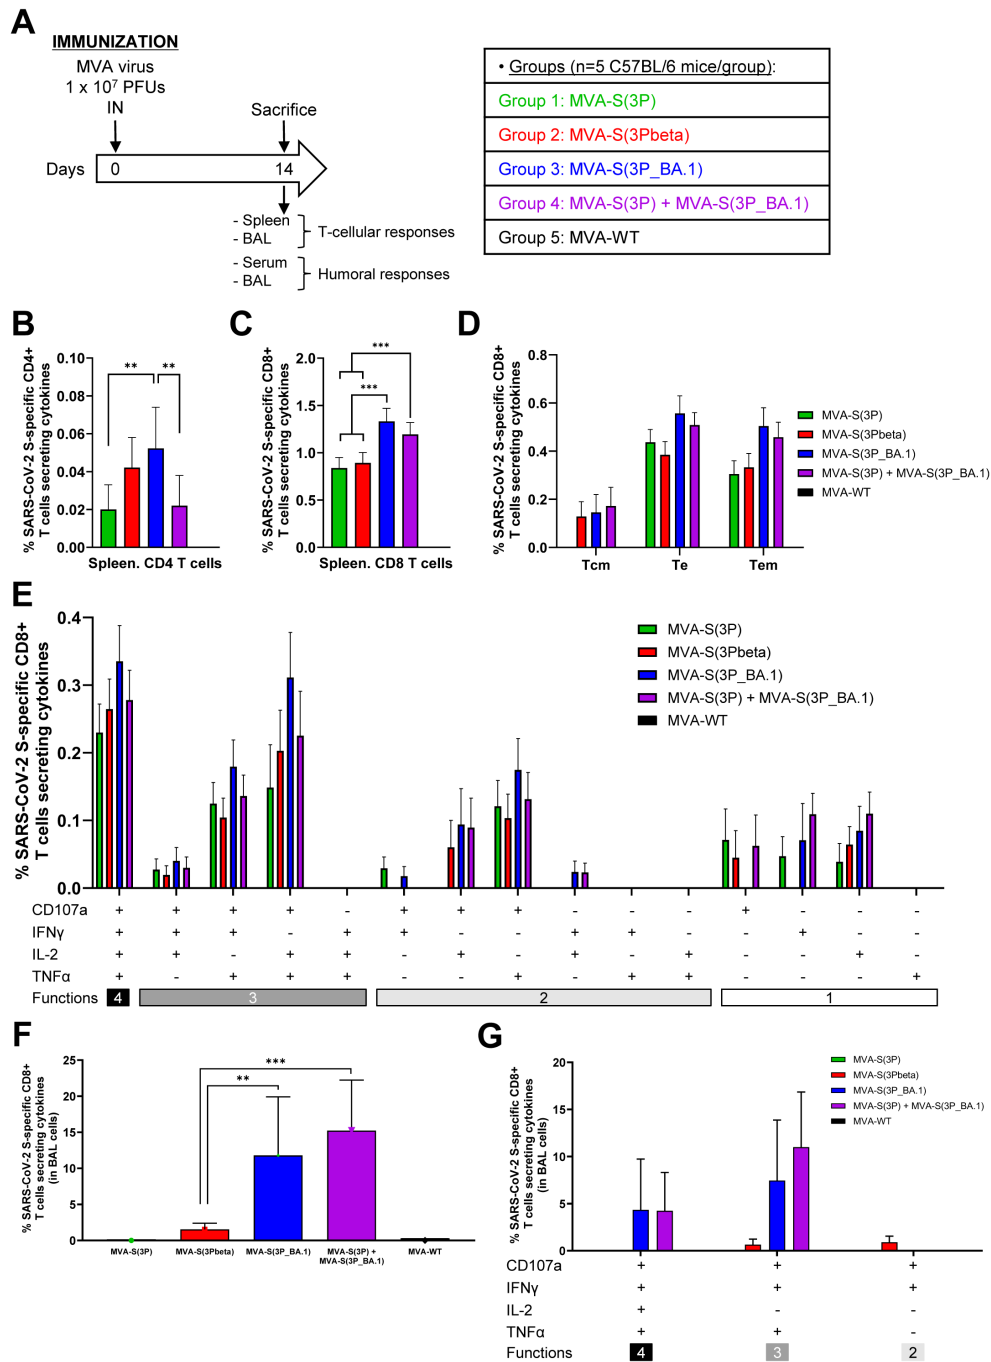 A
IMMUNIZATION
MVA virus
1 x 10⁷ PFUs
IN
Sacrifice
Days
0
14
- Spleen
- BAL
T-cellular responses
- Serum
- BAL
Humoral responses
• Groups (n=5 C57BL/6 mice/group):
Group 1: MVA-S(3P)
Group 2: MVA-S(3Pbeta)
Group 3: MVA-S(3P_BA.1)
Group 4: MVA-S(3P) + MVA-S(3P_BA.1)
Group 5: MVA-WT
B
% SARS-CoV-2 S-specific CD4+
T cells secreting cytokines
0.10
0.08
0.06
0.04
0.02
0.00
**
**
Spleen. CD4 T cells
C
% SARS-CoV-2 S-specific CD8+
T cells secreting cytokines
2.0
1.5
1.0
0.5
0.0
***
***
Spleen. CD8 T cells
D
% SARS-CoV-2 S-specific CD8+
T cells secreting cytokines
0.8
0.6
0.4
0.2
0.0
Tcm
Te
Tem
MVA-S(3P)
MVA-S(3Pbeta)
MVA-S(3P_BA.1)
MVA-S(3P) + MVA-S(3P_BA.1)
MVA-WT
E
% SARS-CoV-2 S-specific CD8+
T cells secreting cytokines
0.4
0.3
0.2
0.1
0.0
MVA-S(3P)
MVA-S(3Pbeta)
MVA-S(3P_BA.1)
MVA-S(3P) + MVA-S(3P_BA.1)
MVA-WT
CD107a + + + + - + + + - - - + - - -
IFNγ + + + - + + - - + + - - + - -
IL-2 + + - + + - + - + - + - - + -
TNFα + - + + + - - + - + + - - - +
Functions 4 3 2 1
F
% SARS-CoV-2 S-specific CD8+
T cells secreting cytokines
(in BAL cells)
25
20
15
10
5
0
***
**
MVA-S(3P)
MVA-S(3Pbeta)
MVA-S(3P_BA.1)
MVA-S(3P) +
MVA-S(3P_BA.1)
MVA-WT
G
% SARS-CoV-2 S-specific CD8+
T cells secreting cytokines
(in BAL cells)
20
15
10
5
0
MVA-S(3P)
MVA-S(3Pbeta)
MVA-S(3P_BA.1)
MVA-S(3P) + MVA-S(3P_BA.1)
MVA-WT
CD107a + + +
IFNγ + + +
IL-2 + - -
TNFα + + -
Functions 4 3 2